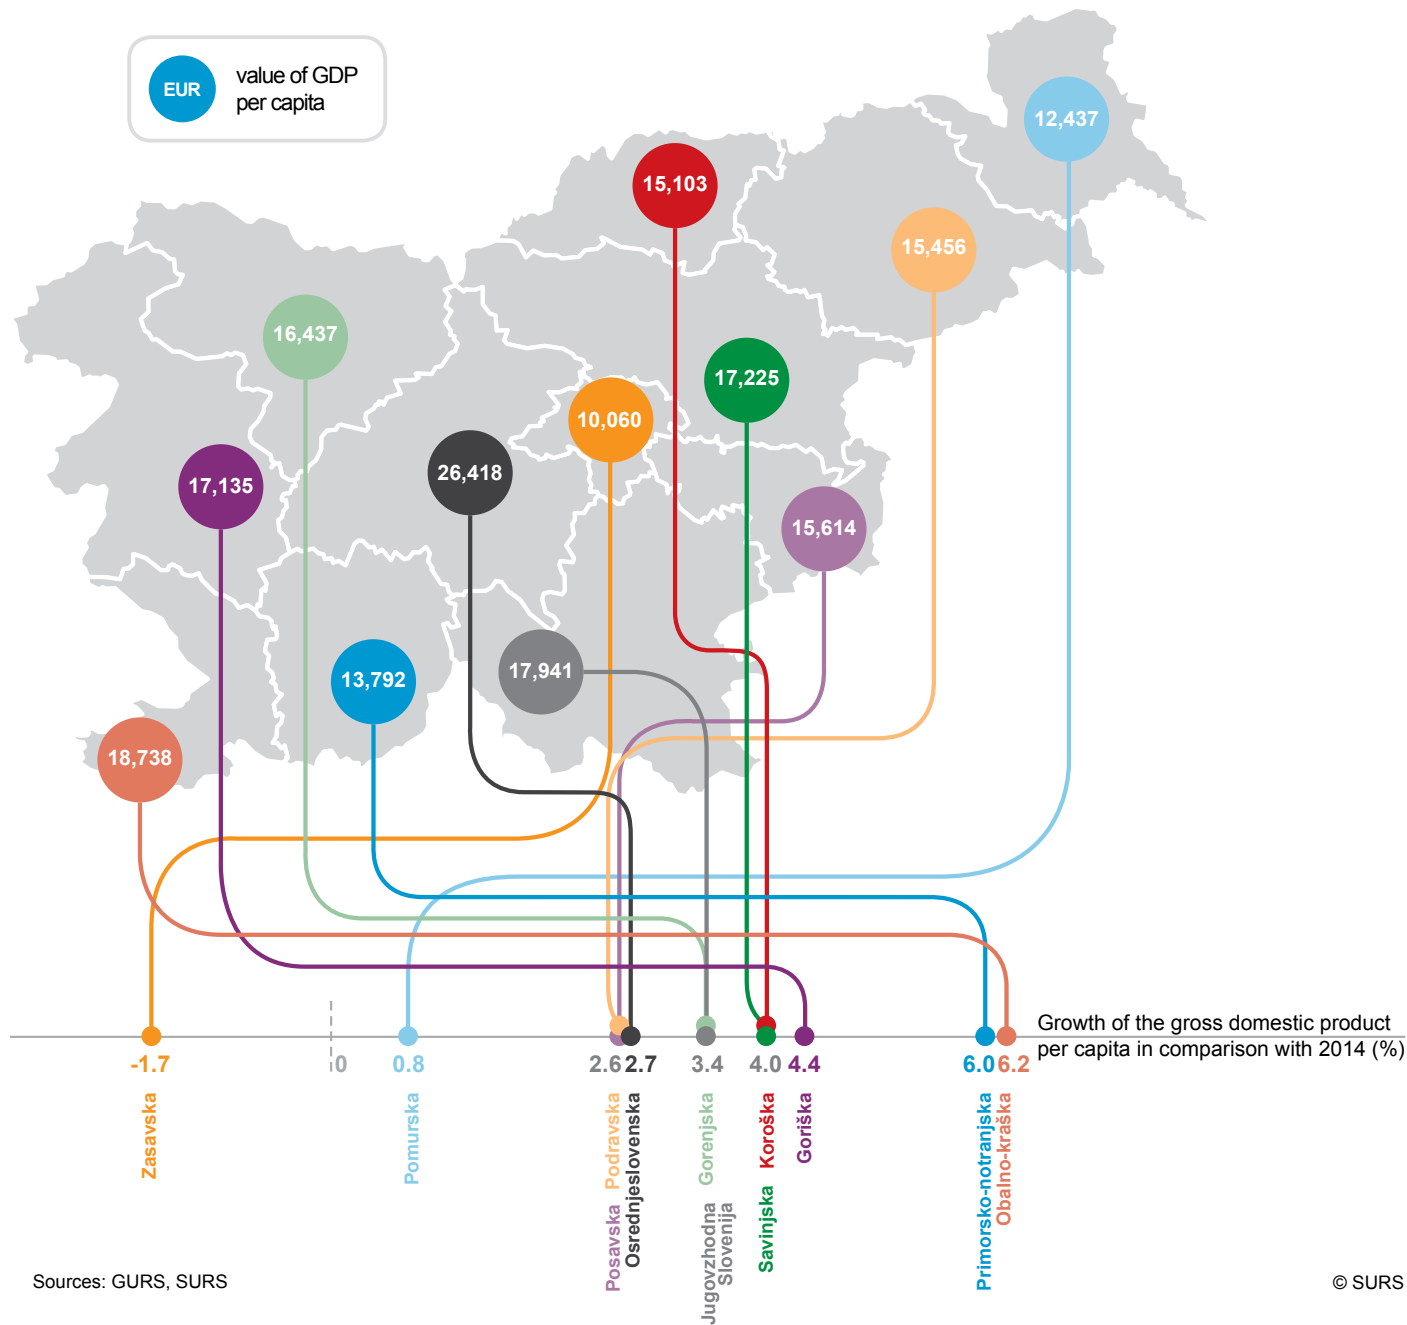 EUR
value of GDP
per capita
12,437
15,103
15,456
16,437
17,225
10,060
26,418
17,135
15,614
17,941
13,792
18,738
Growth of the gross domestic product
per capita in comparison with 2014 (%)
-1.7
0
0.8
2.6
2.7
3.4
4.0
4.4
6.0
6.2
Zasavska
Pomurska
Posavska
Podravska
Osrednjeslovenska
Gorenjska
Jugovzhodna
Slovenija
Savinjska
Koroška
Goriška
Primorsko-notranjska
Obalno-kraška
Sources: GURS, SURS
© SURS